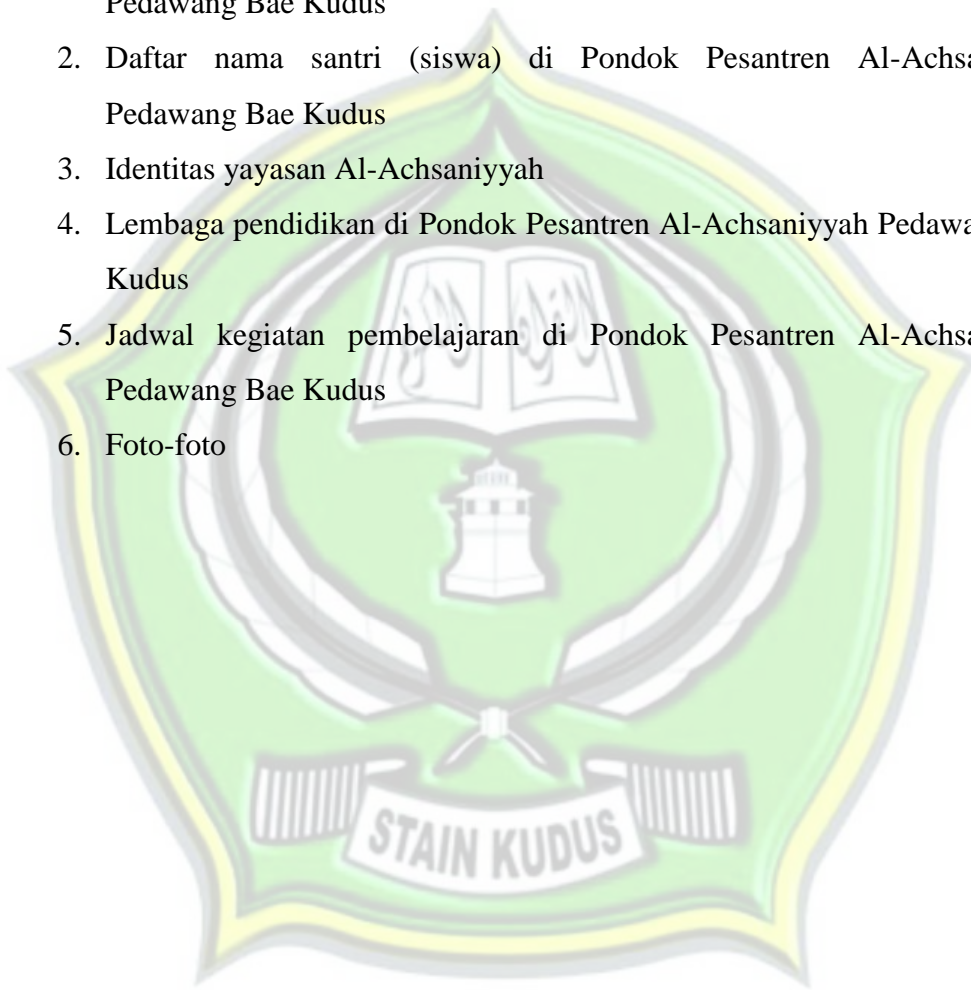 Pedawang Bae Kudus
2. Daftar nama santri (siswa) di Pondok Pesantren Al-Achsa
Pedawang Bae Kudus
3. Identitas yayasan Al-Achsaniyyah
4. Lembaga pendidikan di Pondok Pesantren Al-Achsaniyyah Pedawa
Kudus
5. Jadwal kegiatan pembelajaran di Pondok Pesantren Al-Achsa
Pedawang Bae Kudus
6. Foto-foto
STAIN KUDUS